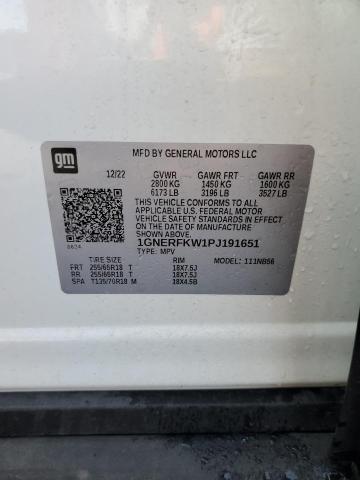 gm
MFD BY GENERAL MOTORS LLC
12/22 GVWR GAWR FRT GAWR RR
2800 KG 1450 KG 1600 KG
6173 LB 3196 LB 3527 LB
THIS VEHICLE CONFORMS TO ALL
APPLICABLE U.S. FEDERAL MOTOR
VEHICLE SAFETY STANDARDS IN EFFECT
ON THE DATE OF MANUFACTURE
SHOWN ABOVE.
8634
1GNERFKW1PJ191651
TYPE: MPV
TIRE SIZE RIM MODEL: 111NB56
FRT 255/65R18 T 18X7.5J
RR 255/65R18 T 18X7.5J
SPA T135/70R18 M 18X4.5B